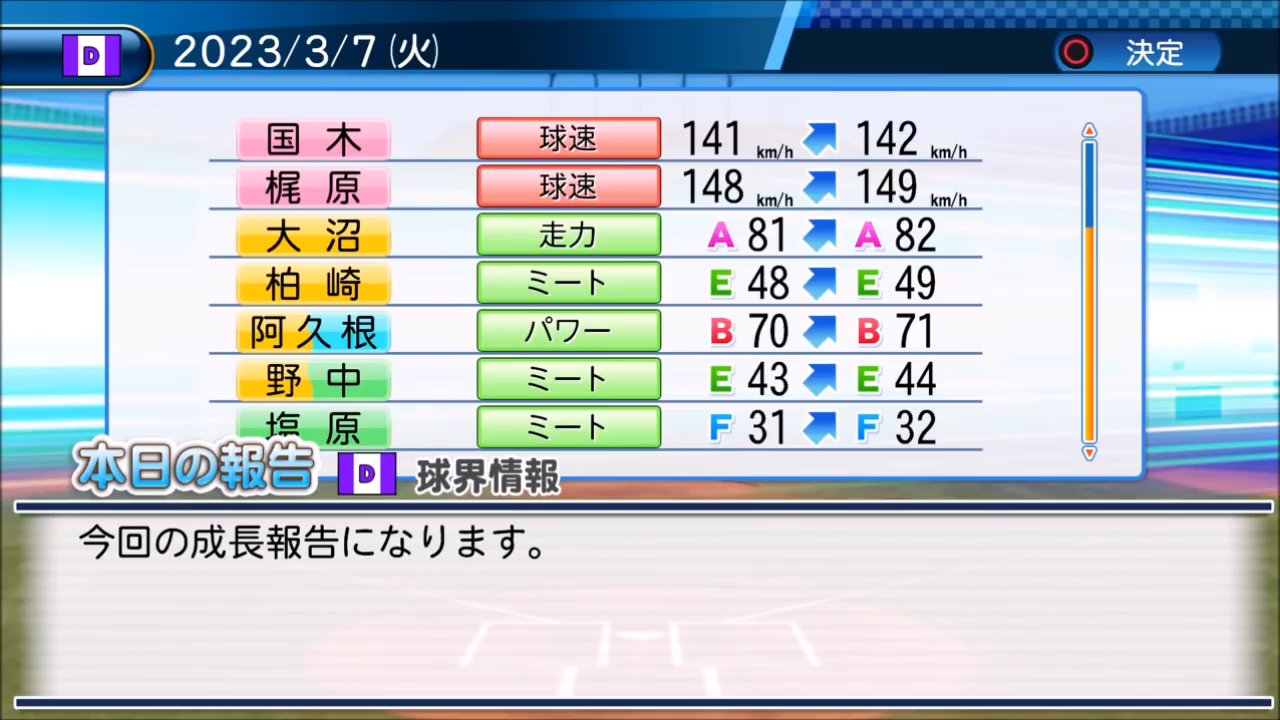 D 2023/3/7(火) 決定
国木 球速 141 km/h 142 km/h
梶原 球速 148 km/h 149 km/h
大沼 走力 A 81 A 82
柏崎 ミート E 48 E 49
阿久根 パワー B 70 B 71
野中 ミート E 43 E 44
塩原 ミート F 31 F 32
本日の報告 D 球界情報
今回の成長報告になります。